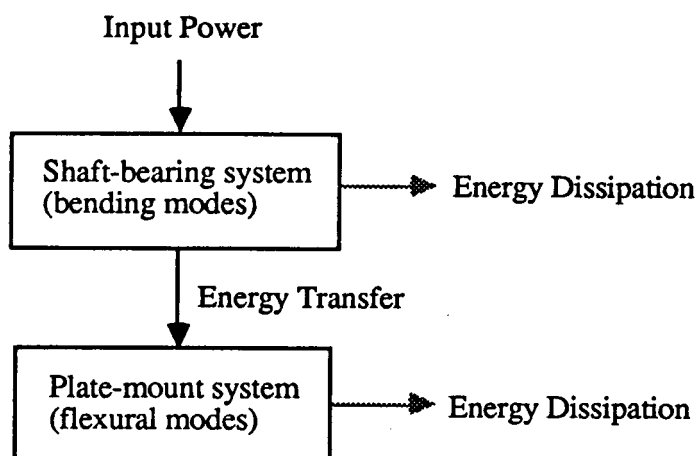 Input Power
Shaft-bearing system
(bending modes)
Energy Dissipation
Energy Transfer
Plate-mount system
(flexural modes)
Energy Dissipation